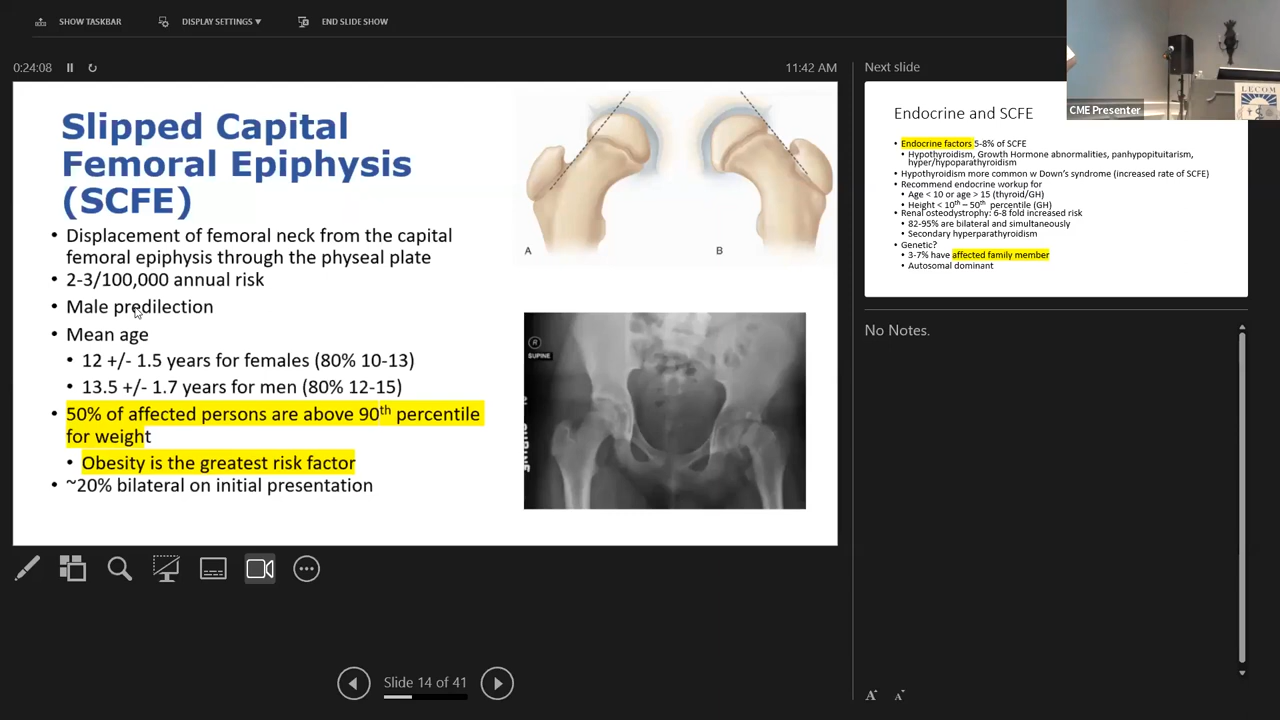 SHOW TASKBAR DISPLAY SETTINGS ▼ END SLIDE SHOW
0:24:08
11:42 AM
Slipped Capital
Femoral Epiphysis
(SCFE)
• Displacement of femoral neck from the capital
femoral epiphysis through the physeal plate
• 2-3/100,000 annual risk
• Male predilection
• Mean age
• 12 +/- 1.5 years for females (80% 10-13)
• 13.5 +/- 1.7 years for men (80% 12-15)
• 50% of affected persons are above 90th percentile
for weight
• Obesity is the greatest risk factor
• ~20% bilateral on initial presentation
A
B
R
SUPINE
Slide 14 of 41
Next slide
CME Presenter
LECOM
Endocrine and SCFE
• Endocrine factors 5-8% of SCFE
• Hypothyroidism, Growth Hormone abnormalities, panhypopituitarism,
hyper/hypoparathyroidism
• Hypothyroidism more common w Down's syndrome (increased rate of SCFE)
• Recommend endocrine workup for
• Age < 10 or age > 15 (thyroid/GH)
• Height < 10th – 50th percentile (GH)
• Renal osteodystrophy: 6-8 fold increased risk
• 82-95% are bilateral and simultaneously
• Secondary hyperparathyroidism
• Genetic?
• 3-7% have affected family member
• Autosomal dominant
No Notes.
A A